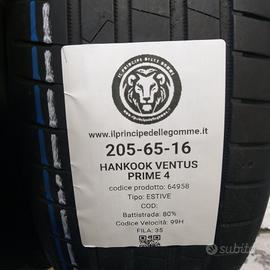 IL PRINCIPE DELLE GOMME
www.ilprincipedellegomme.it
205-65-16
HANKOOK VENTUS
PRIME 4
codice prodotto: 64958
Tipo: ESTIVE
COD:
Battistrada: 80%
Codice Velocità: 99H
FILA: 35
subito